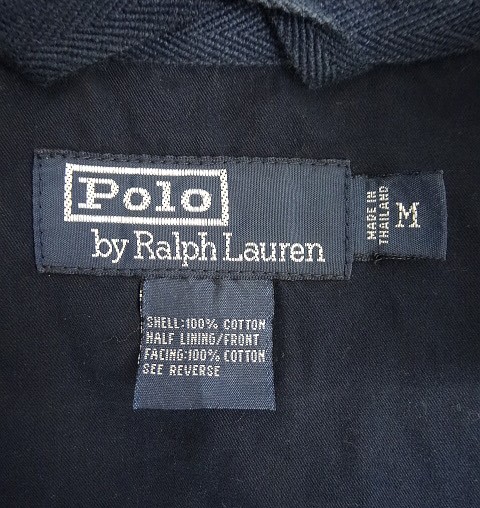 Polo
by Ralph Lauren
MADE IN
THAILAND
M
SHELL:100% COTTON
HALF LINING/FRONT
FACING:100% COTTON
SEE REVERSE